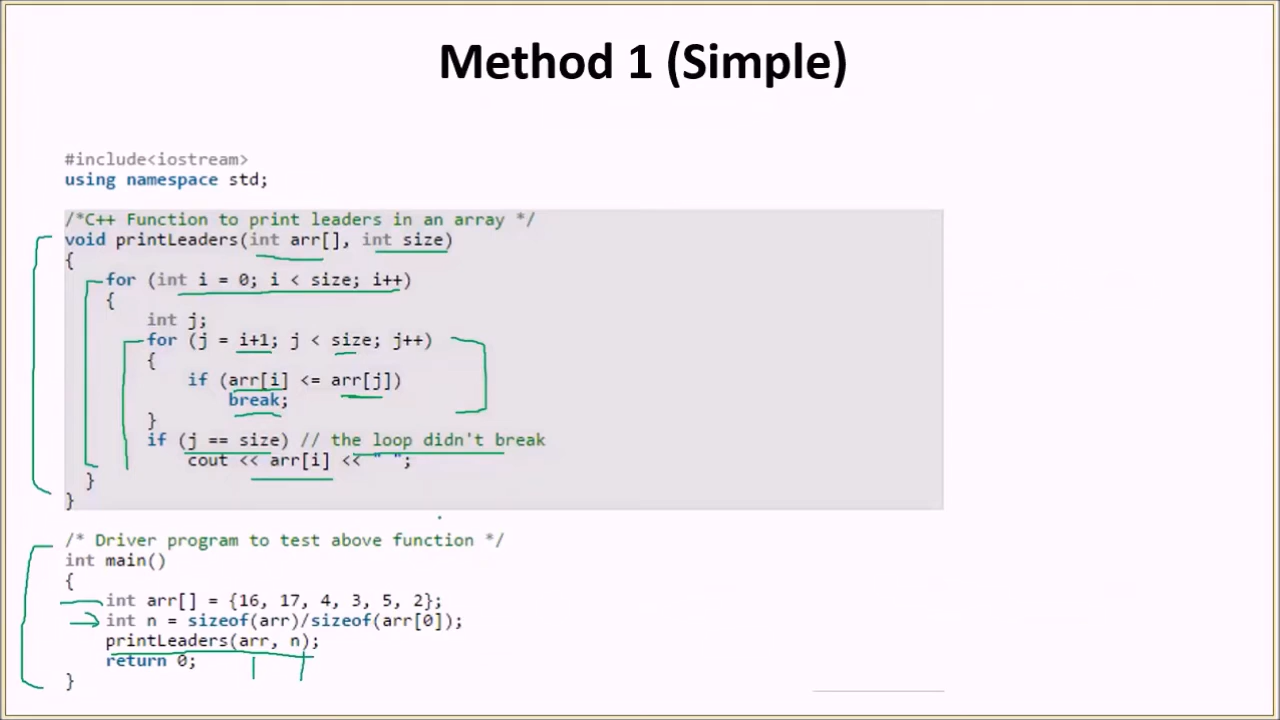 Method 1 (Simple)
#include<iostream>
using namespace std;
/*C++ Function to print leaders in an array */
void printLeaders(int arr[], int size)
{
for (int i = 0; i < size; i++)
{
int j;
for (j = i+1; j < size; j++)
{
if (arr[i] <= arr[j])
break;
}
if (j == size) // the loop didn't break
cout << arr[i] << " ";
}
}
/* Driver program to test above function */
int main()
{
int arr[] = {16, 17, 4, 3, 5, 2};
int n = sizeof(arr)/sizeof(arr[0]);
printLeaders(arr, n);
return 0;
}